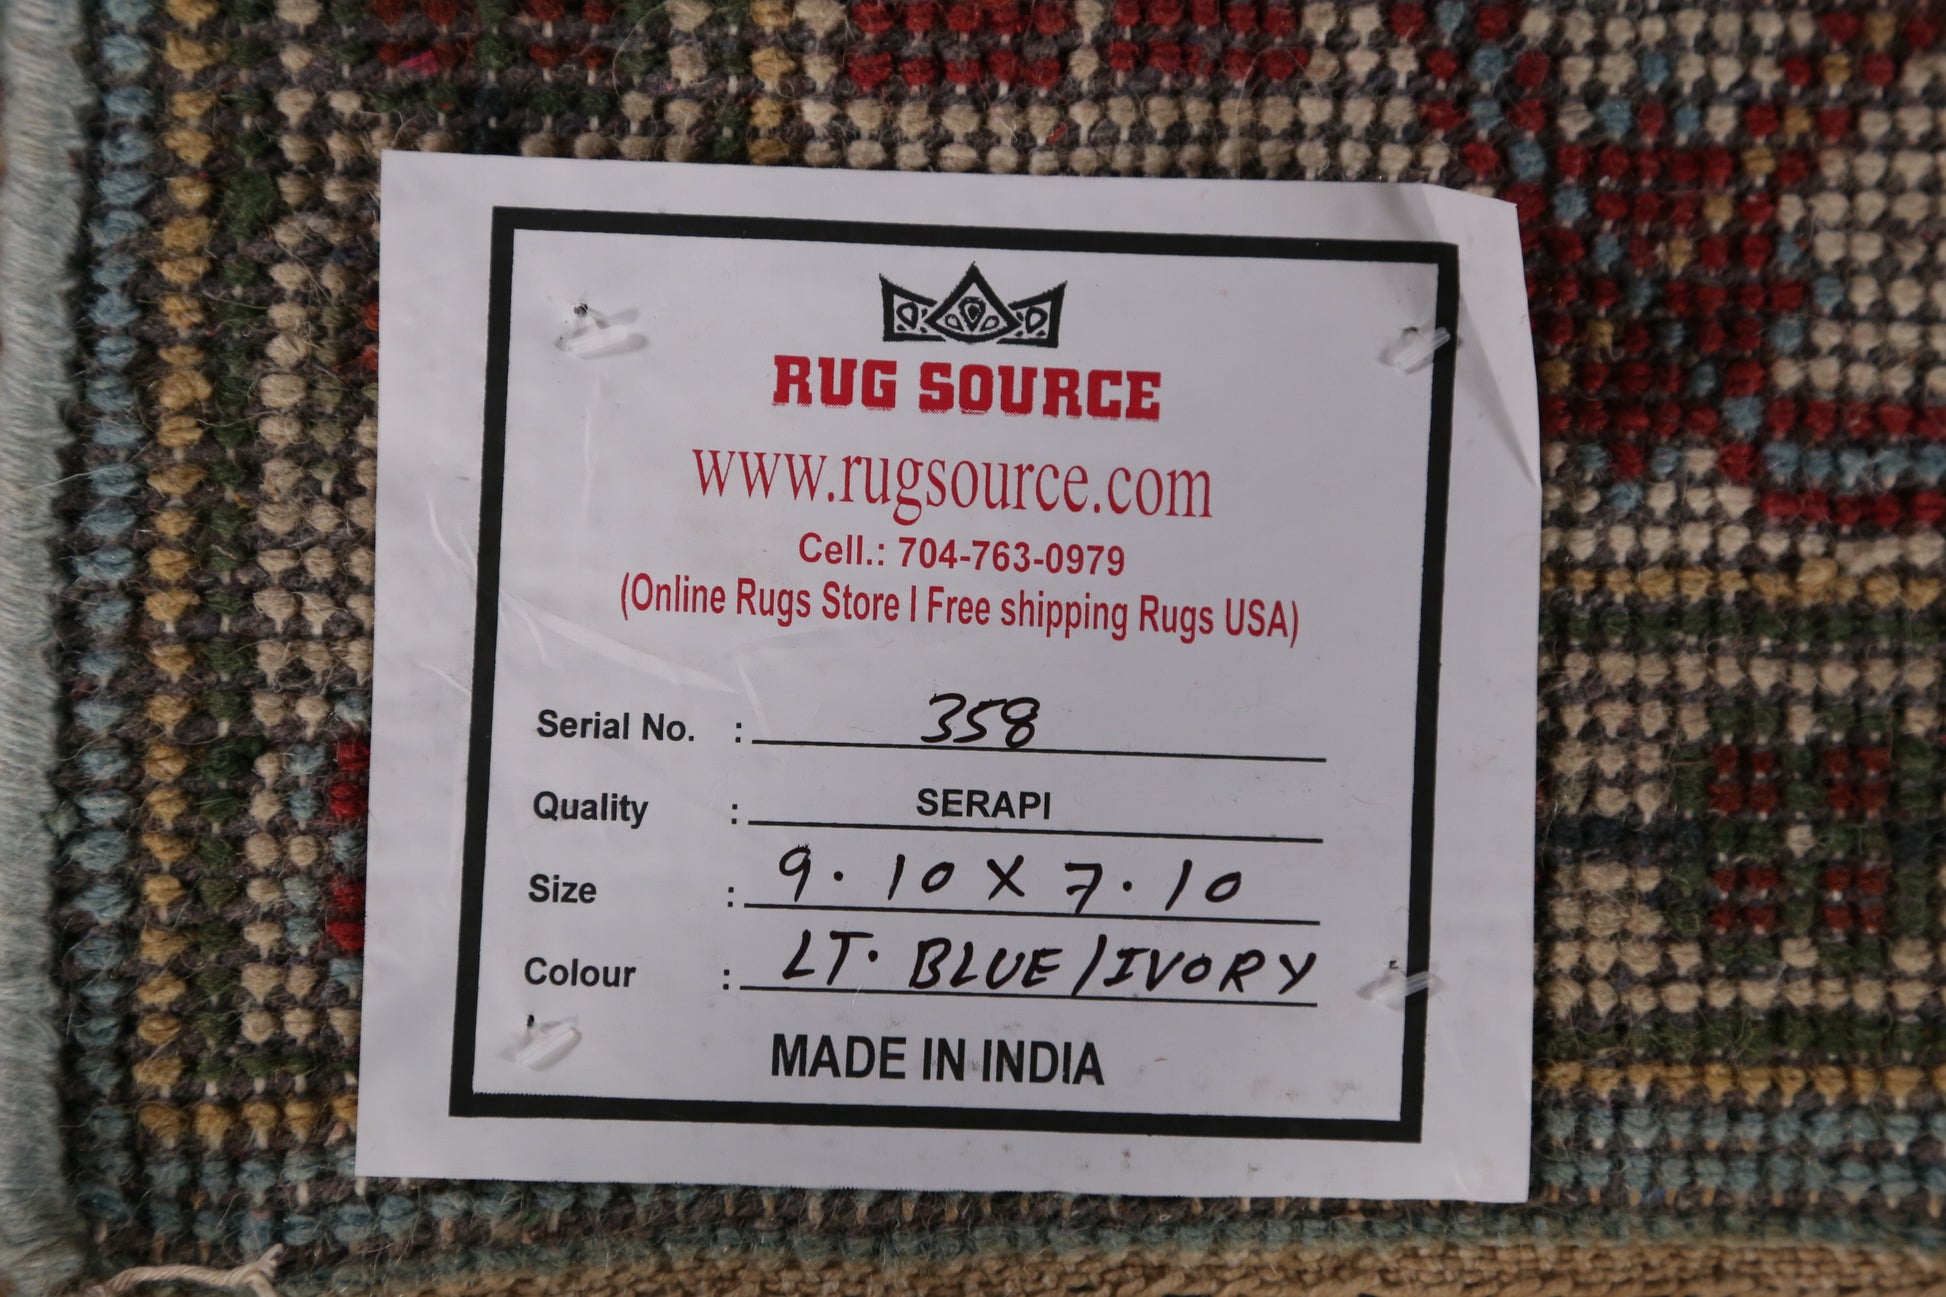 RUG SOURCE
www.rugsource.com
Cell.: 704-763-0979
(Online Rugs Store I Free shipping Rugs USA)
Serial No. : 358
Quality : SERAPI
Size : 9.10 X 7.10
Colour : LT. BLUE/IVORY
MADE IN INDIA